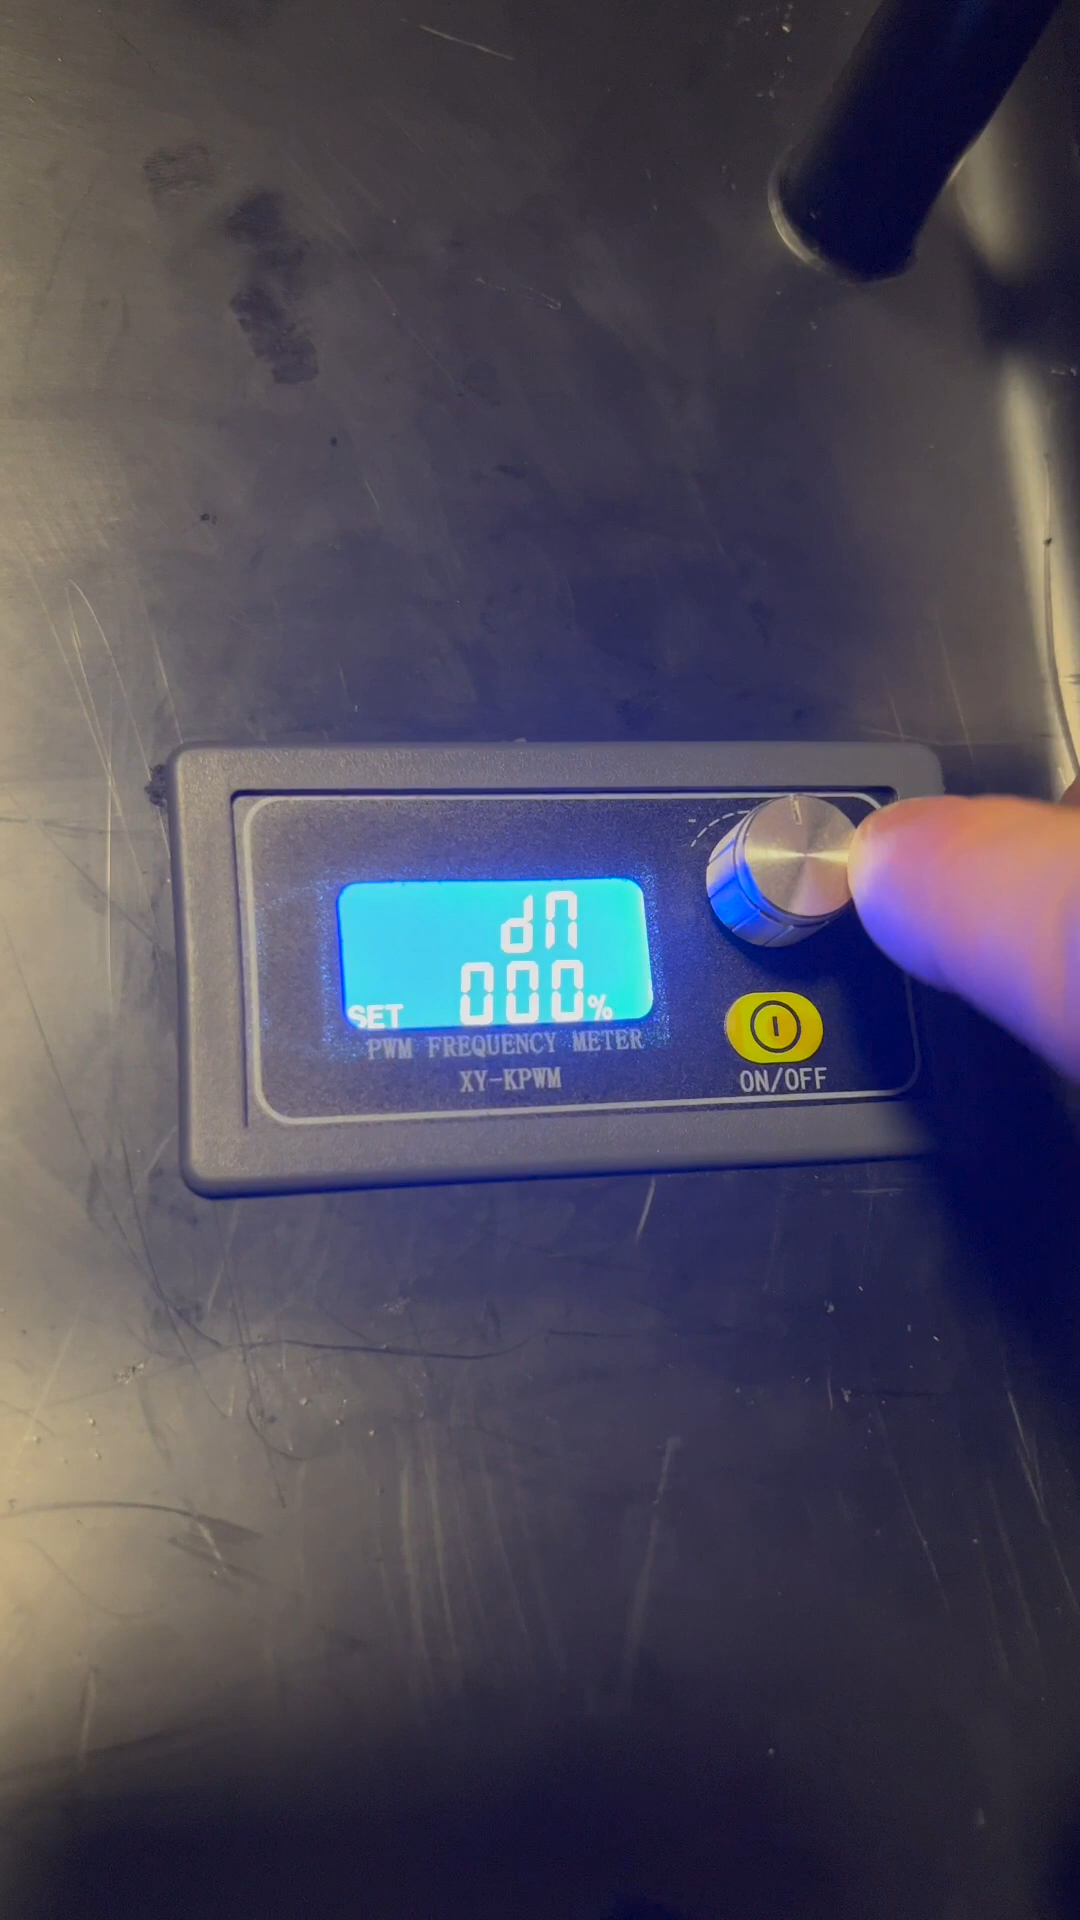 dn
SET 000%
PWM FREQUENCY METER
XY-KPWM
ON/OFF